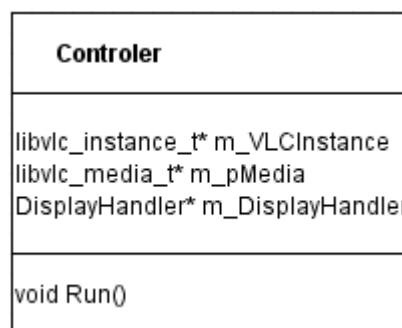 Controler
libvlc_instance_t* m_VLCInstance
libvlc_media_t* m_pMedia
DisplayHandler* m_DisplayHandler
void Run()